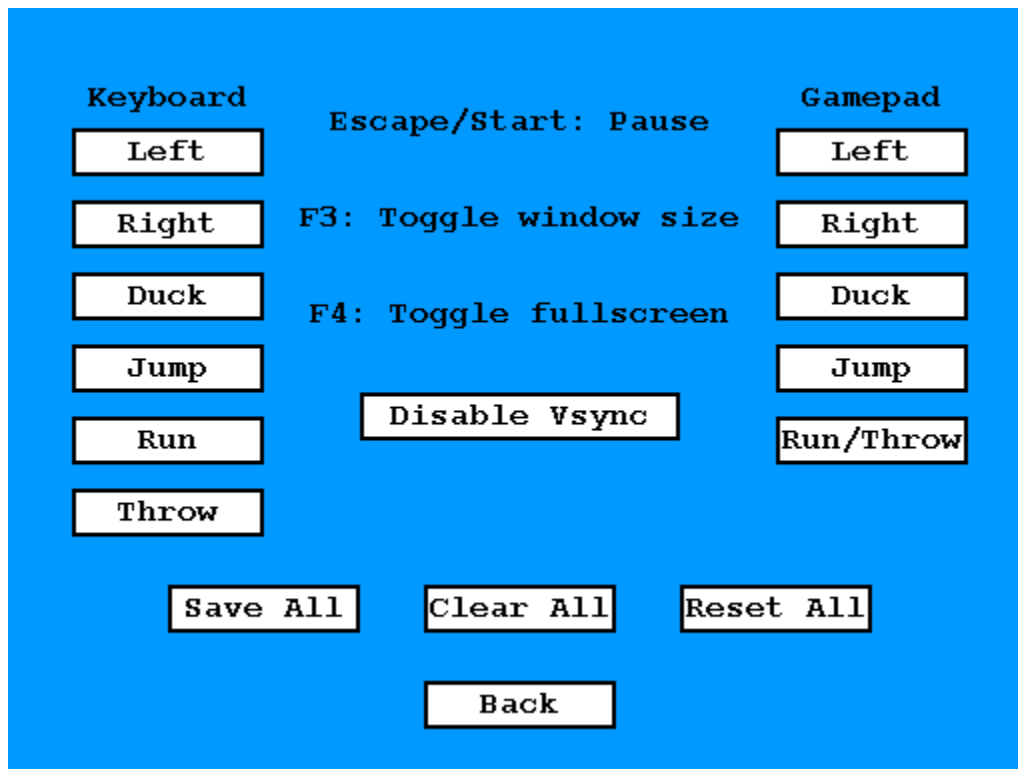 Keyboard
Left
Right
Duck
Jump
Run
Throw
Escape/Start: Pause
F3: Toggle window size
F4: Toggle fullscreen
Disable Vsync
Gamepad
Left
Right
Duck
Jump
Run/Throw
Save All
Clear All
Reset All
Back